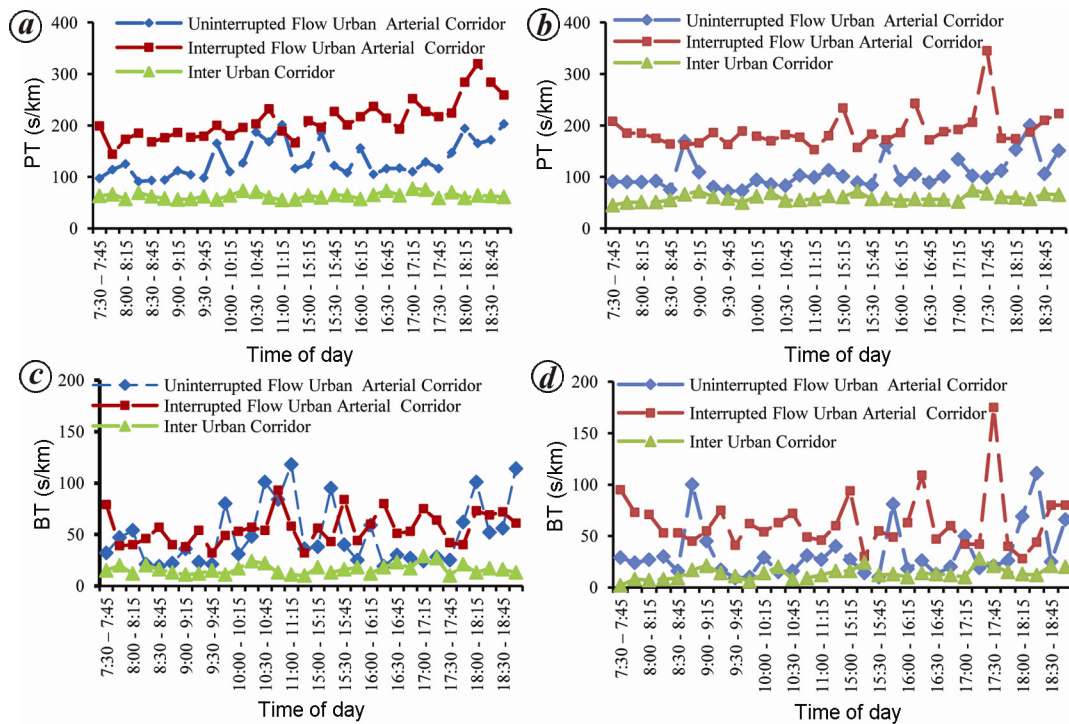 a
Uninterrupted Flow Urban Arterial Corridor
Interrupted Flow Urban Arterial Corridor
Inter Urban Corridor
PT (s/km)
400
300
200
100
0
7:30 – 7:45
8:00 - 8:15
8:30 - 8:45
9:00 - 9:15
9:30 - 9:45
10:00 - 10:15
10:30 - 10:45
11:00 - 11:15
15:00 - 15:15
15:30 - 15:45
16:00 - 16:15
16:30 - 16:45
17:00 - 17:15
17:30 - 17:45
18:00 - 18:15
18:30 - 18:45
Time of day
b
Uninterrupted Flow Urban Arterial Corridor
Interrupted Flow Urban Arterial Corridor
Inter Urban Corridor
PT (s/km)
400
300
200
100
0
7:30 - 7:45
8:00 - 8:15
8:30 - 8:45
9:00 - 9:15
9:30 - 9:45
10:00 - 10:15
10:30 - 10:45
11:00 - 11:15
15:00 - 15:15
15:30 - 15:45
16:00 - 16:15
16:30 - 16:45
17:00 - 17:15
17:30 - 17:45
18:00 - 18:15
18:30 - 18:45
Time of day
c
Uninterrupted Flow Urban Arterial Corridor
Interrupted Flow Urban Arterial Corridor
Inter Urban Corridor
BT (s/km)
200
150
100
50
0
7:30 – 7:45
8:00 - 8:15
8:30 - 8:45
9:00 - 9:15
9:30 - 9:45
10:00 - 10:15
10:30 - 10:45
11:00 - 11:15
15:00 - 15:15
15:30 - 15:45
16:00 - 16:15
16:30 - 16:45
17:00 - 17:15
17:30 - 17:45
18:00 - 18:15
18:30 - 18:45
Time of day
d
Uninterrupted Flow Urban Arterial Corridor
Interrupted Flow Urban Arterial Corridor
Inter Urban Corridor
BT (s/km)
200
150
100
50
0
7:30 - 7:45
8:00 - 8:15
8:30 - 8:45
9:00 - 9:15
9:30 - 9:45
10:00 - 10:15
10:30 - 10:45
11:00 - 11:15
15:00 - 15:15
15:30 - 15:45
16:00 - 16:15
16:30 - 16:45
17:00 - 17:15
17:30 - 17:45
18:00 - 18:15
18:30 - 18:45
Time of day